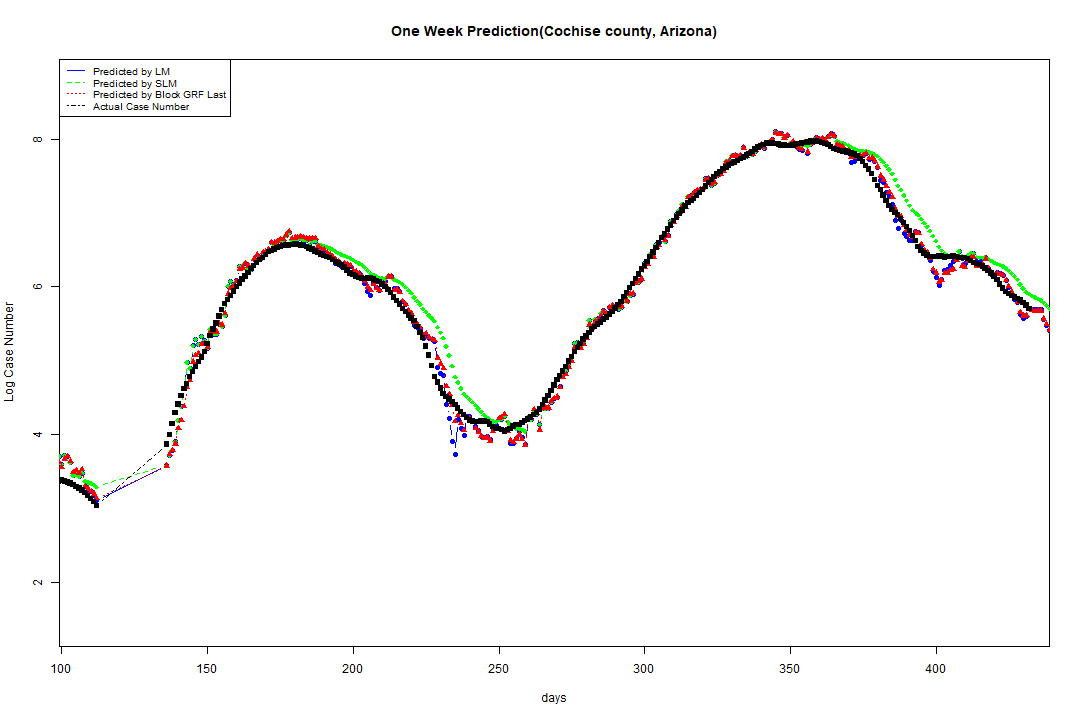 One Week Prediction(Cochise county, Arizona)
Predicted by LM
Predicted by SLM
Predicted by Block GRF Last
Actual Case Number
8
6
4
2
Log Case Number
100 150 200 250 300 350 400
days